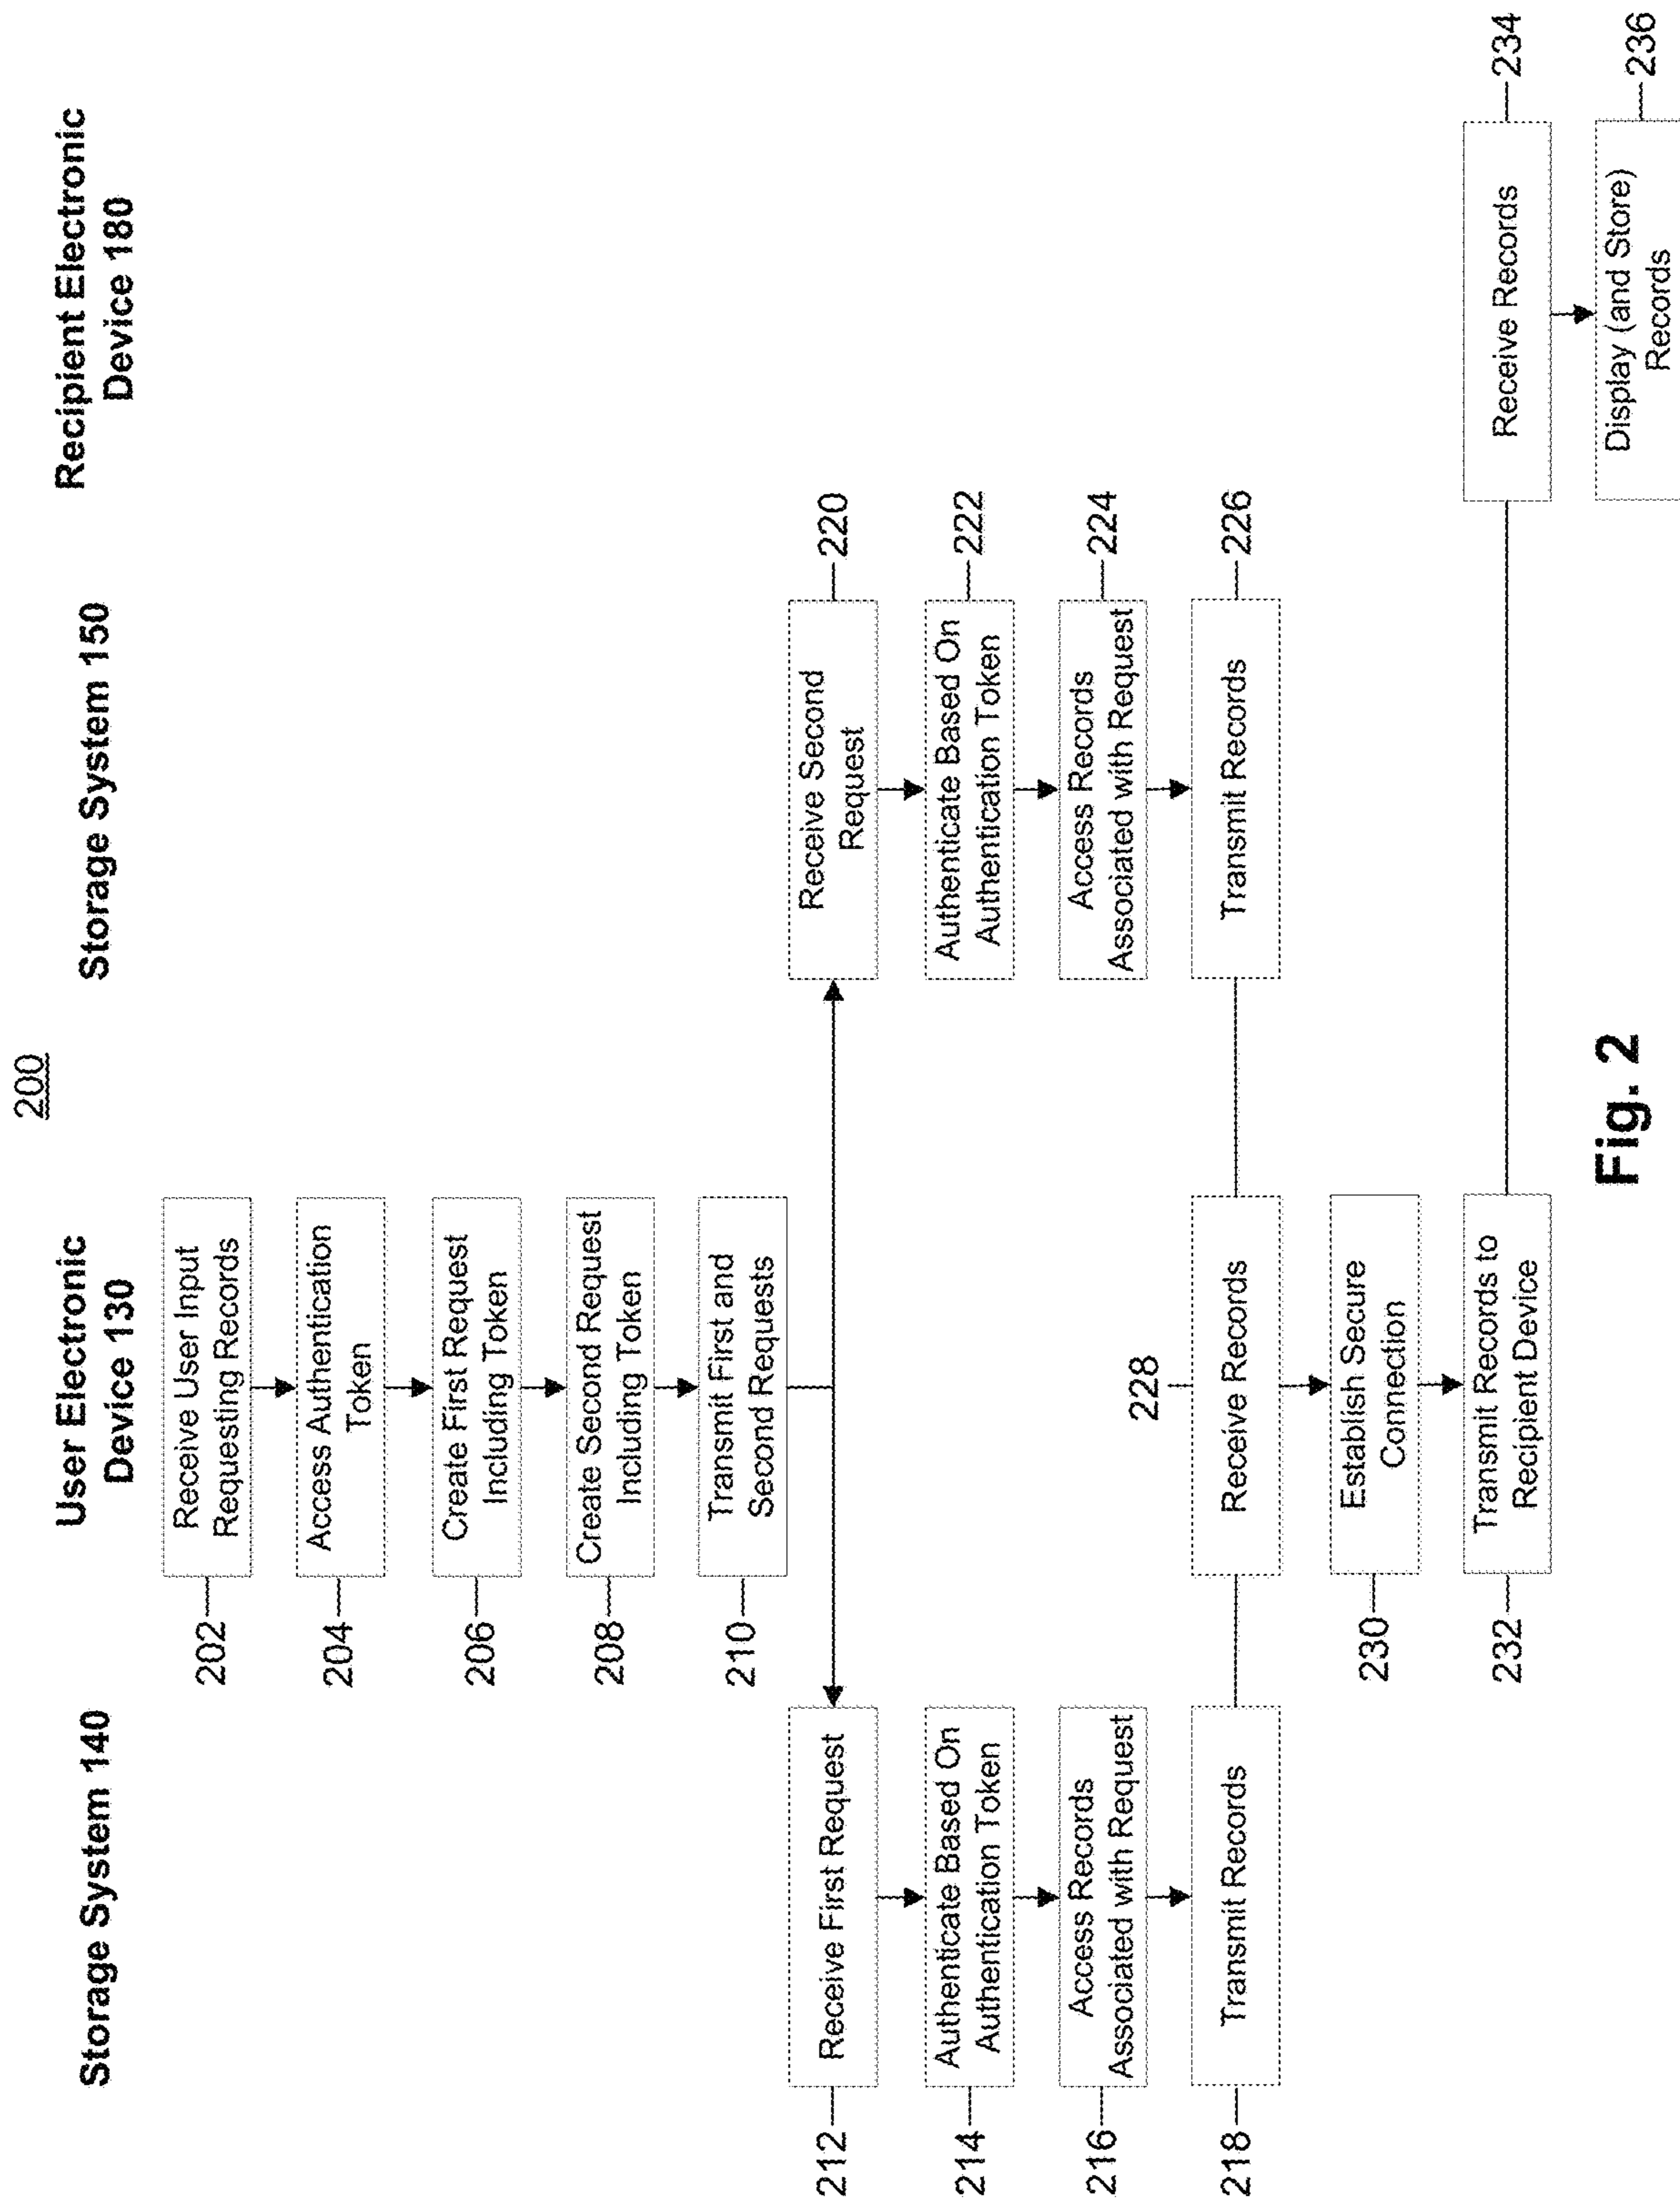 200
Storage System 140
User Electronic
Device 130
Storage System 150
Recipient Electronic
Device 180
202
Receive User Input
Requesting Records
204
Access Authentication
Token
206
Create First Request
Including Token
208
Create Second Request
Including Token
210
Transmit First and
Second Requests
212
Receive First Request
Receive Second
Request
220
214
Authenticate Based On
Authentication Token
Authenticate Based On
Authentication Token
222
216
Access Records
Associated with Request
Access Records
Associated with Request
224
218
Transmit Records
228
Receive Records
Transmit Records
226
230
Establish Secure
Connection
232
Transmit Records to
Recipient Device
Receive Records
234
Display (and Store)
Records
236
Fig. 2